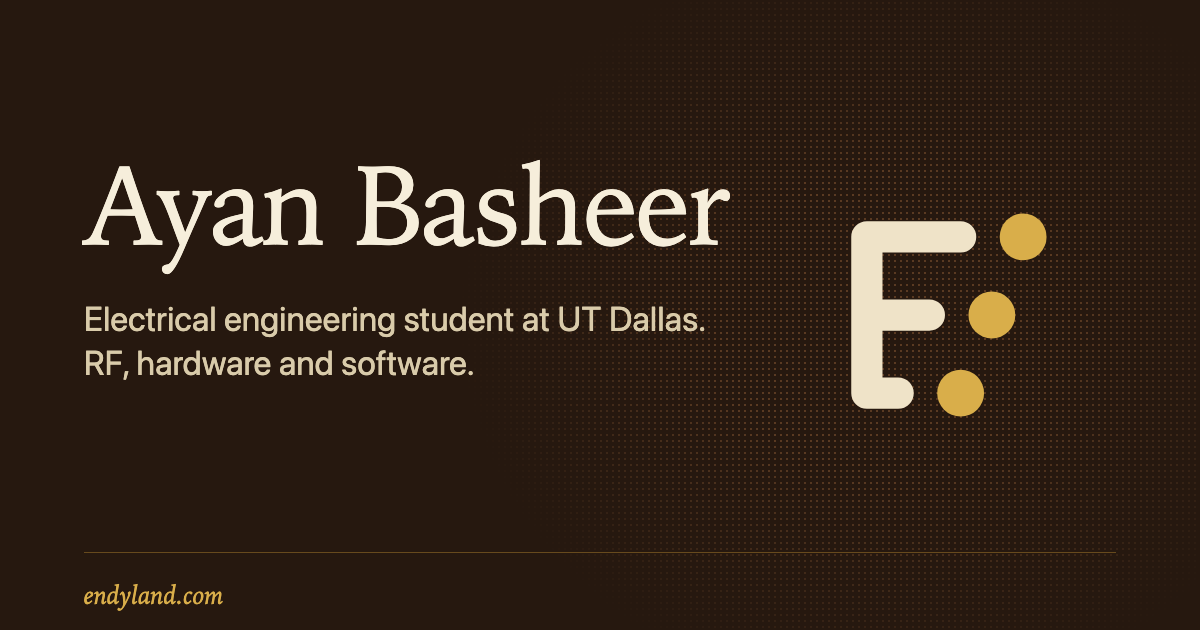 Ayan Basheer
Electrical engineering student at UT Dallas.
RF, hardware and software.
E
endyland.com